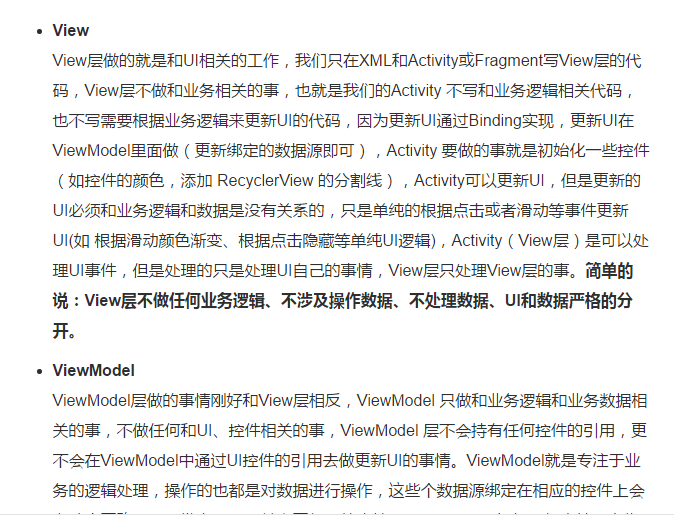 View
View层做的就是和UI相关的工作，我们只在XML和Activity或Fragment写View层的代
码，View层不做和业务相关的事，也就是我们的Activity 不写和业务逻辑相关代码，
也不写需要根据业务逻辑来更新UI的代码，因为更新UI通过Binding实现，更新UI在
ViewModel里面做（更新绑定的数据源即可），Activity 要做的事就是初始化一些控件
（如控件的颜色，添加 RecyclerView 的分割线），Activity可以更新UI，但是更新的
UI必须和业务逻辑和数据是没有关系的，只是单纯的根据点击或者滑动等事件更新
UI(如 根据滑动颜色渐变、根据点击隐藏等单纯UI逻辑)，Activity（View层）是可以处
理UI事件，但是处理的只是处理UI自己的事情，View层只处理View层的事。简单的
说：View层不做任何业务逻辑、不涉及操作数据、不处理数据、UI和数据严格的分
开。
ViewModel
ViewModel层做的事情刚好和View层相反，ViewModel 只做和业务逻辑和业务数据相
关的事，不做任何和UI、控件相关的事，ViewModel 层不会持有任何控件的引用，更
不会在ViewModel中通过UI控件的引用去做更新UI的事情。ViewModel就是专注于业
务的逻辑处理，操作的也都是对数据进行操作，这些个数据源绑定在相应的控件上会